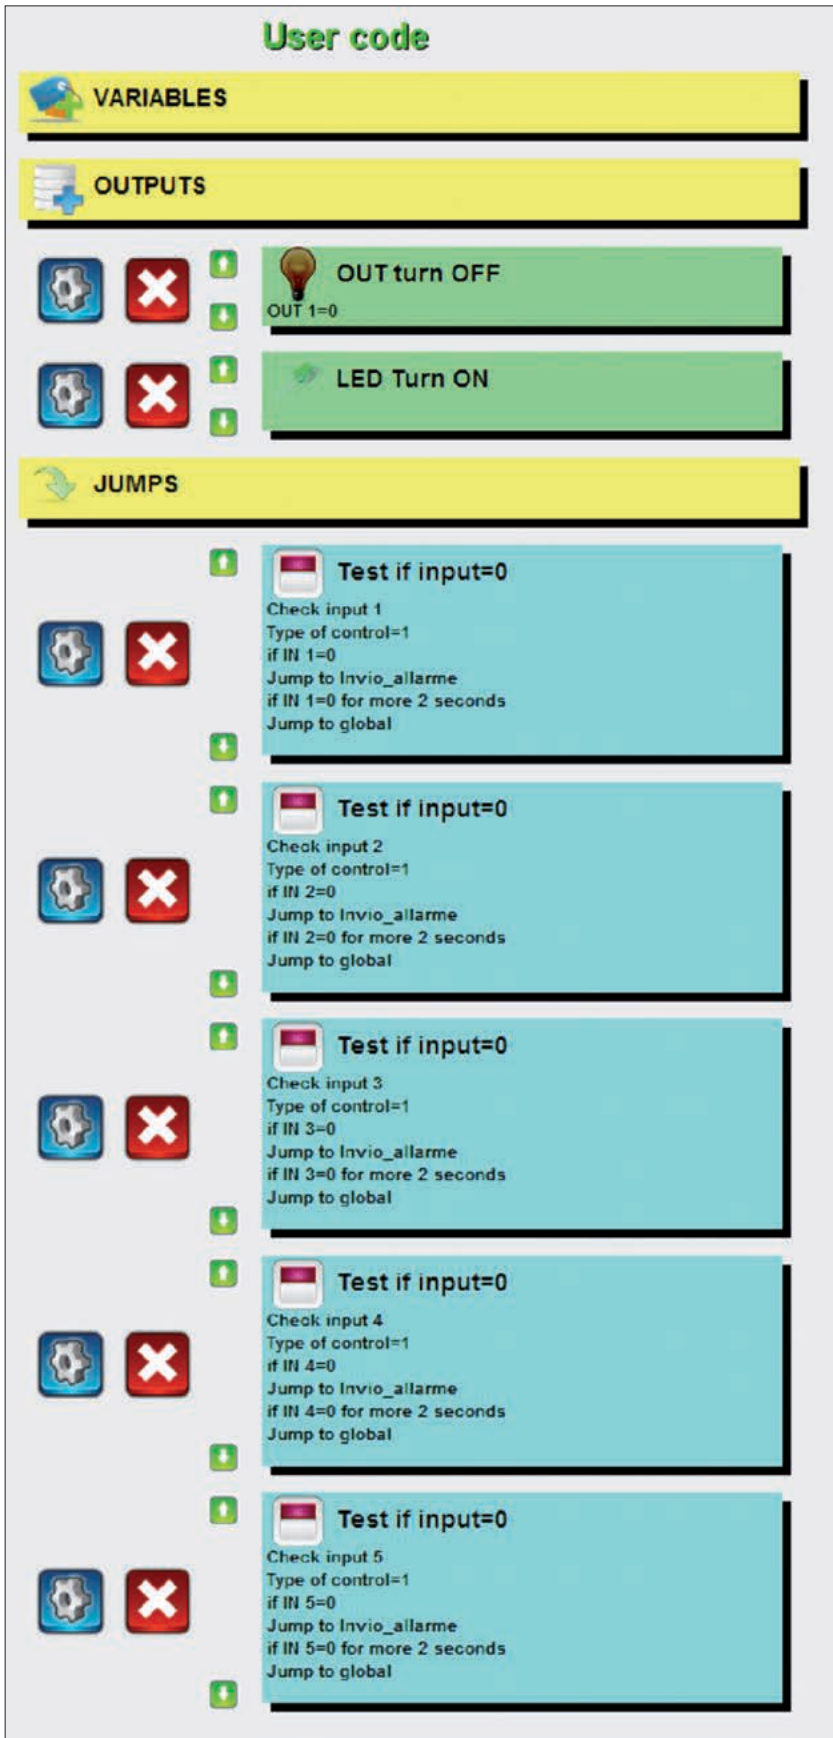 User code
VARIABLES
OUTPUTS
OUT turn OFF
OUT 1=0
LED Turn ON
JUMPS
Test if input=0
Check input 1
Type of control=1
if IN 1=0
Jump to Invio_allarme
if IN 1=0 for more 2 seconds
Jump to global
Test if input=0
Check input 2
Type of control=1
if IN 2=0
Jump to Invio_allarme
if IN 2=0 for more 2 seconds
Jump to global
Test if input=0
Check input 3
Type of control=1
if IN 3=0
Jump to Invio_allarme
if IN 3=0 for more 2 seconds
Jump to global
Test if input=0
Check input 4
Type of control=1
if IN 4=0
Jump to Invio_allarme
if IN 4=0 for more 2 seconds
Jump to global
Test if input=0
Check input 5
Type of control=1
if IN 5=0
Jump to Invio_allarme
if IN 5=0 for more 2 seconds
Jump to global